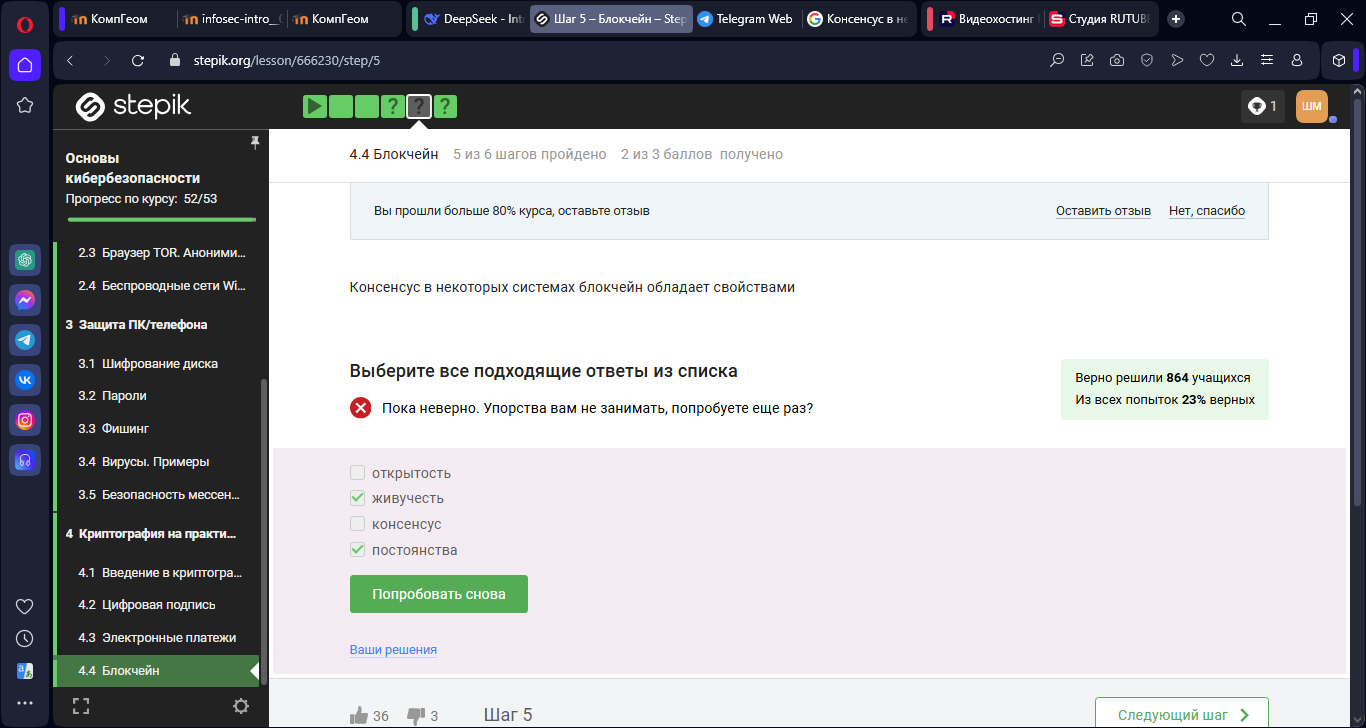 КомпГеом
infosec-intro_
КомпГеом
DeepSeek - Int
Шаг 5 – Блокчейн – Step
Telegram Web
Консенсус в не
Видеохостинг
Студия RUTUBE
stepik.org/lesson/666230/step/5
stepik
?
?
?
1
ШМ
4.4 Блокчейн 5 из 6 шагов пройдено 2 из 3 баллов получено
Основы
кибербезопасности
Прогресс по курсу: 52/53
2.3 Браузер TOR. Аноними...
2.4 Беспроводные сети Wi...
3 Защита ПК/телефона
3.1 Шифрование диска
3.2 Пароли
3.3 Фишинг
3.4 Вирусы. Примеры
3.5 Безопасность мессен...
4 Криптография на практи...
4.1 Введение в криптогра...
4.2 Цифровая подпись
4.3 Электронные платежи
4.4 Блокчейн
Вы прошли больше 80% курса, оставьте отзыв
Оставить отзыв
Нет, спасибо
Консенсус в некоторых системах блокчейн обладает свойствами
Выберите все подходящие ответы из списка
Верно решили 864 учащихся
Из всех попыток 23% верных
Пока неверно. Упорства вам не занимать, попробуете еще раз?
открытость
живучесть
консенсус
постоянства
Попробовать снова
Ваши решения
36
3
Шаг 5
Следующий шаг